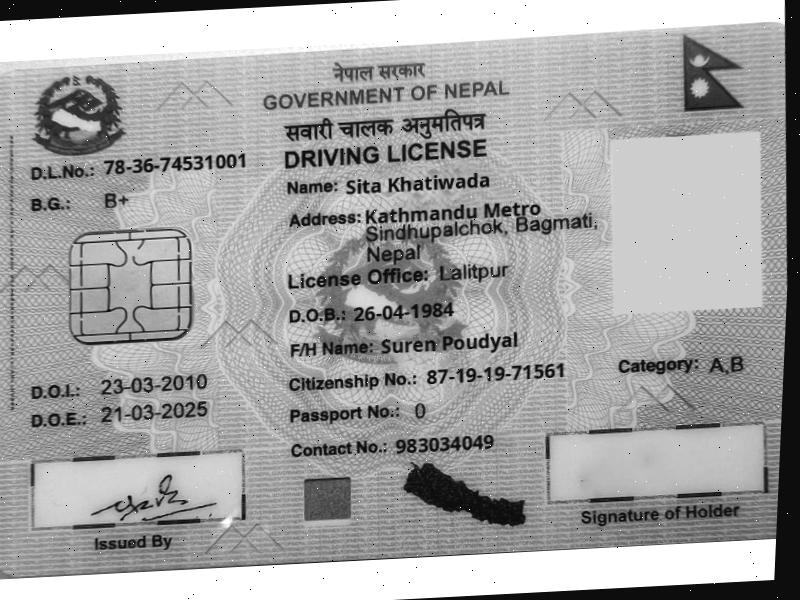 नेपाल सरकार
GOVERNMENT OF NEPAL
सवारी चालक अनुमतिपत्र
DRIVING LICENSE
D.L.No.: 78-36-74531001
B.G.: B+
Name: Sita Khatiwada
Address: Kathmandu Metro
Sindhupalchok, Bagmati,
Nepal
License Office: Lalitpur
D.O.B.: 26-04-1984
F/H Name: Suren Poudyal
Citizenship No.: 87-19-19-71561
Category: A,B
D.O.I.: 23-03-2010
D.O.E.: 21-03-2025
Passport No.: 0
Contact No.: 983034049
Issued By
Signature of Holder